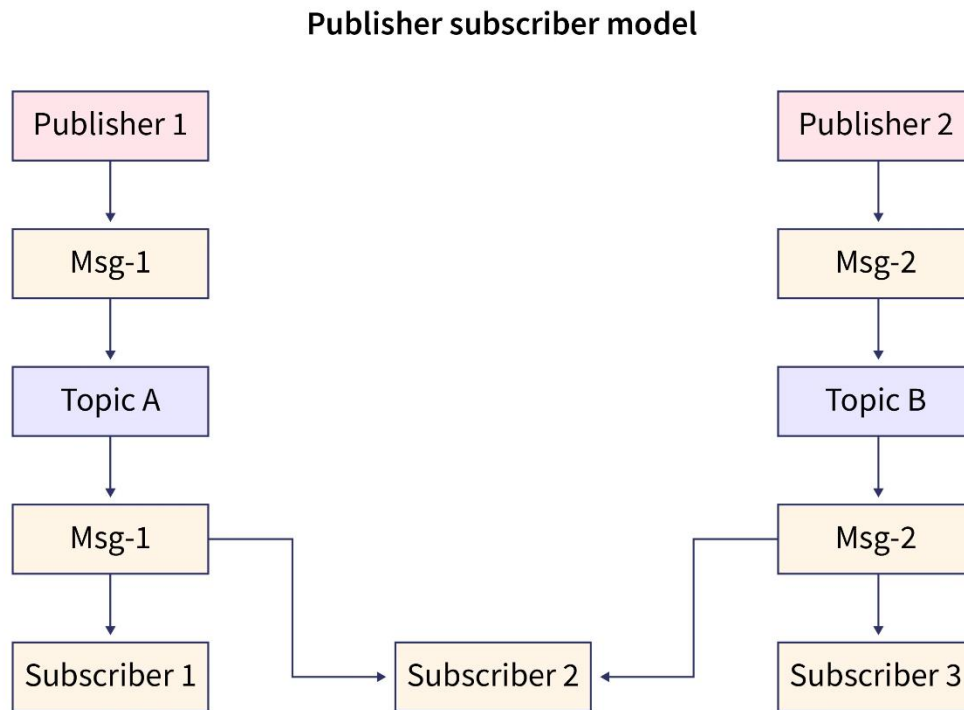 Publisher subscriber model
Publisher 1
Publisher 2
Msg-1
Msg-2
Topic A
Topic B
Msg-1
Msg-2
Subscriber 1
Subscriber 2
Subscriber 3